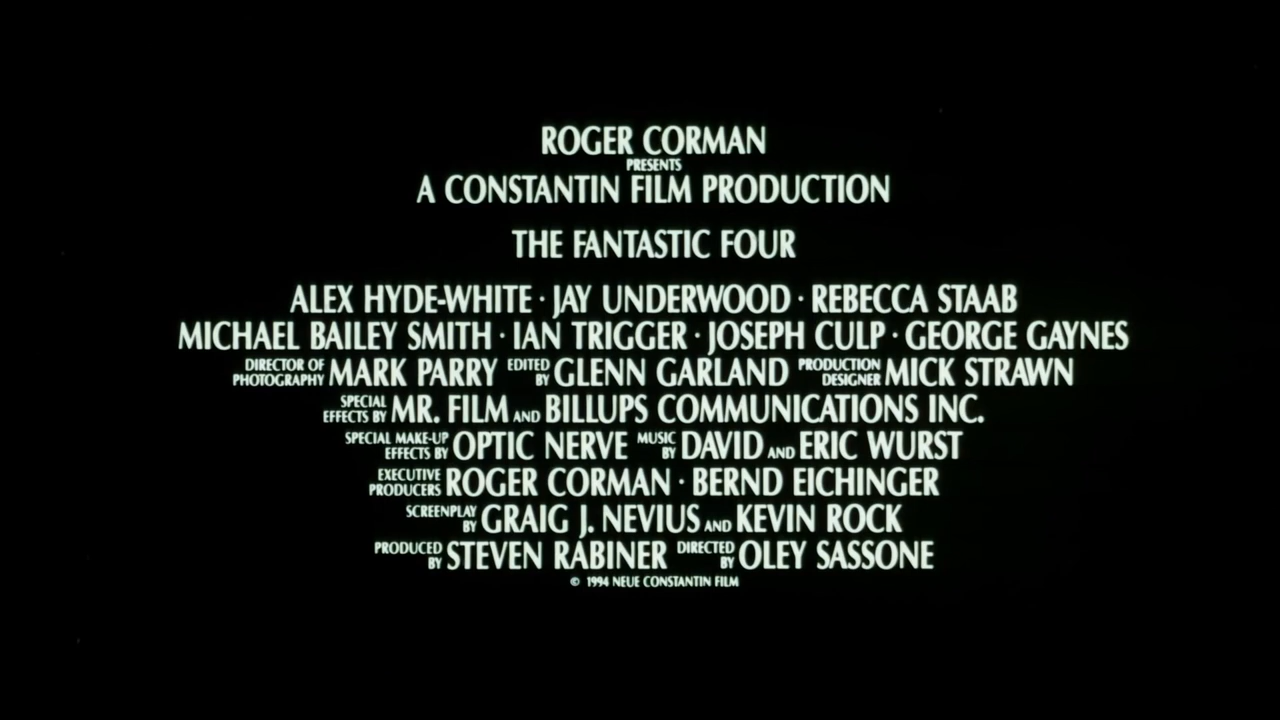 ROGER CORMAN
PRESENTS
A CONSTANTIN FILM PRODUCTION
THE FANTASTIC FOUR
ALEX HYDE-WHITE · JAY UNDERWOOD · REBECCA STAAB
MICHAEL BAILEY SMITH · IAN TRIGGER · JOSEPH CULP · GEORGE GAYNES
DIRECTOR OF PHOTOGRAPHY MARK PARRY EDITED BY GLENN GARLAND PRODUCTION DESIGNER MICK STRAWN
SPECIAL EFFECTS BY MR. FILM AND BILLUPS COMMUNICATIONS INC.
SPECIAL MAKE-UP EFFECTS BY OPTIC NERVE MUSIC BY DAVID AND ERIC WURST
EXECUTIVE PRODUCERS ROGER CORMAN · BERND EICHINGER
SCREENPLAY BY GRAIG J. NEVIUS AND KEVIN ROCK
PRODUCED BY STEVEN RABINER DIRECTED BY OLEY SASSONE
© 1994 NEUE CONSTANTIN FILM